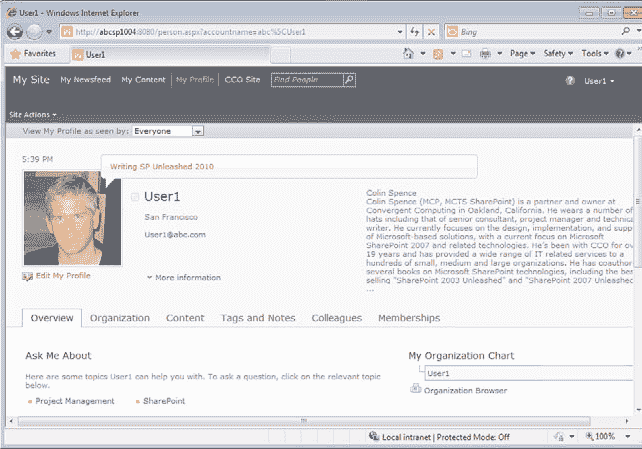 User1 - Windows Internet Explorer
http://abcsp1004:8080/person.aspx?accountname=abc%5CUser1
Bing
Favorites
User1
Page
Safety
Tools
My Site
My Newsfeed
My Content
My Profile
CCO Site
Find People
User1
Site Actions
View My Profile as seen by:
Everyone
5:39 PM
Writing SP Unleashed 2010
User1
San Francisco
User1@abc.com
Edit My Profile
More information
Colin Spence
Colin Spence (MCP, MCTS SharePoint) is a partner and owner at
Convergent Computing in Oakland, California. He wears a number of
hats including that of senior consultant, project manager and technica
writer. He currently focuses on the design, implementation, and supp
of Microsoft-based solutions, with a current focus on Microsoft
SharePoint 2007 and related technologies. He's been with CCO for ov
19 years and has provided a wide range of IT related services to a
hundreds of small, medium and large organizations. He has coauthor
several books on Microsoft SharePoint technologies, including the bes
selling "SharePoint 2003 Unleashed" and "SharePoint 2007 Unleashed
...
Overview
Organization
Content
Tags and Notes
Colleagues
Memberships
Ask Me About
Here are some topics User1 can help you with. To ask a question, click on the relevant topic
below.
Project Management
SharePoint
My Organization Chart
User1
Organization Browser
Local intranet | Protected Mode: Off
100%